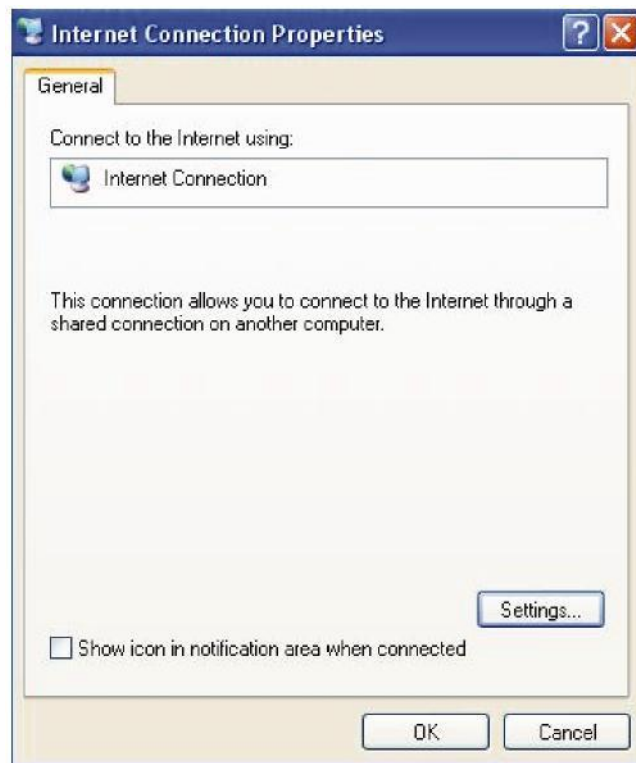 Internet Connection Properties
General
Connect to the Internet using:
Internet Connection
This connection allows you to connect to the Internet through a
shared connection on another computer.
Settings...
Show icon in notification area when connected
OK
Cancel